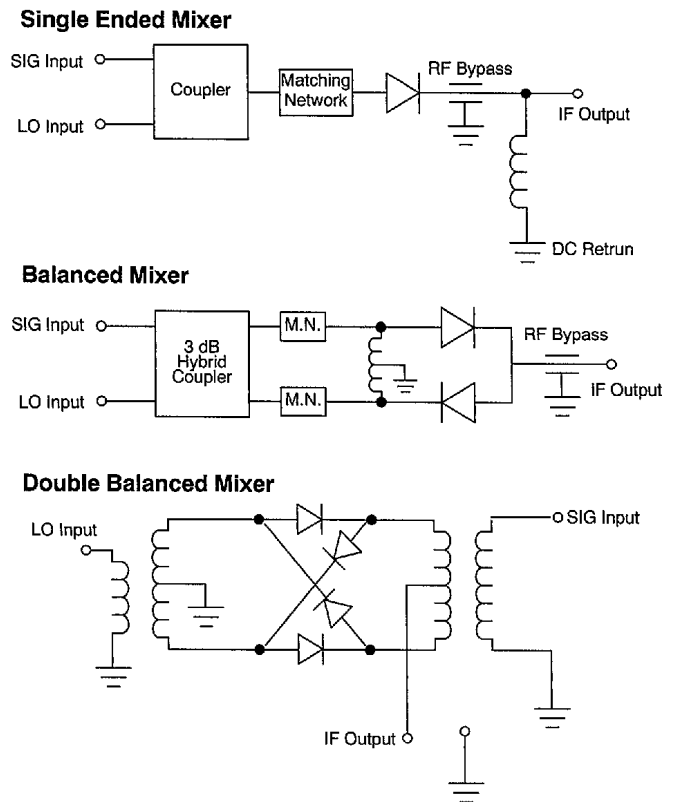 Single Ended Mixer
SIG Input
Coupler
Matching
Network
RF Bypass
IF Output
LO Input
DC Retrun
Balanced Mixer
SIG Input
M.N.
3 dB
Hybrid
Coupler
RF Bypass
LO Input
M.N.
IF Output
Double Balanced Mixer
LO Input
SIG Input
IF Output